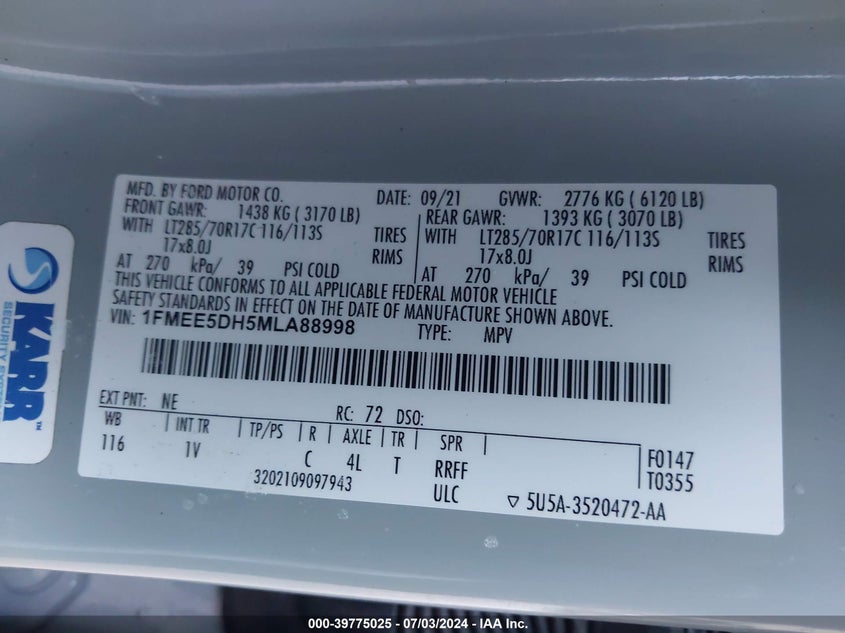 MFD. BY FORD MOTOR CO. DATE: 09/21 GVWR: 2776 KG ( 6120 LB)
FRONT GAWR: 1438 KG ( 3170 LB) REAR GAWR: 1393 KG ( 3070 LB)
WITH LT285/70R17C 116/113S TIRES WITH LT285/70R17C 116/113S TIRES
17x8.0J RIMS 17x8.0J RIMS
AT 270 kPa/ 39 PSI COLD AT 270 kPa/ 39 PSI COLD
THIS VEHICLE CONFORMS TO ALL APPLICABLE FEDERAL MOTOR VEHICLE
SAFETY STANDARDS IN EFFECT ON THE DATE OF MANUFACTURE SHOWN ABOVE.
VIN: 1FMEE5DH5MLA88998 TYPE: MPV
EXT PNT: NE RC: 72 DSO:
WB INT TR TP/PS R AXLE TR SPR F0147
116 1V C 4L T RRFF T0355
3202109097943 ULC ▽ 5U5A-3520472-AA
KARR™
SECURITY SYSTEMS
000-39775025 - 07/03/2024 - IAA Inc.